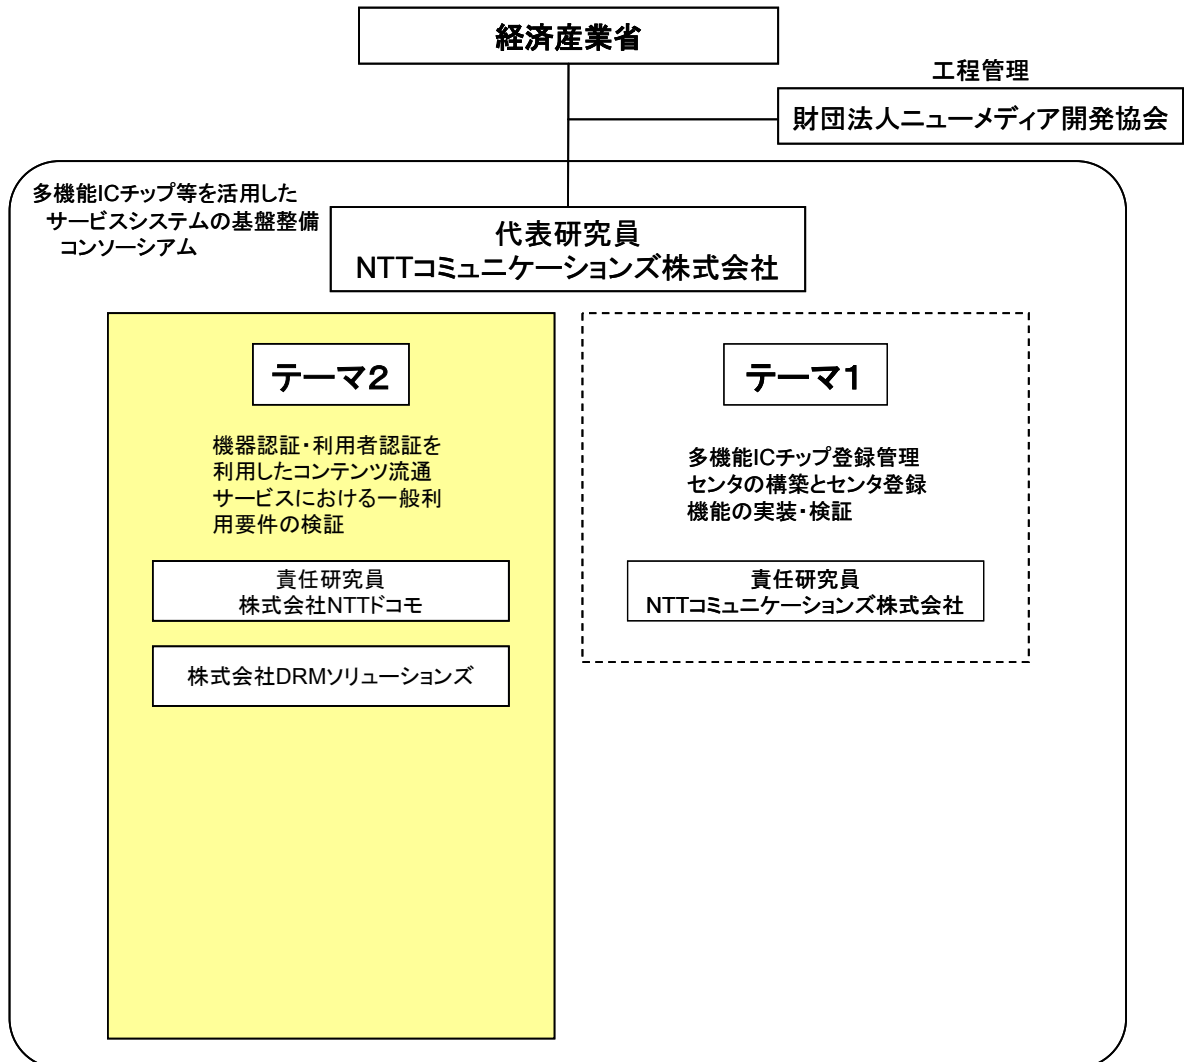 経済産業省
工程管理
財団法人ニューメディア開発協会
多機能ICチップ等を活用した
サービスシステムの基盤整備
コンソーシアム
代表研究員
NTTコミュニケーションズ株式会社
テーマ2
機器認証・利用者認証を
利用したコンテンツ流通
サービスにおける一般利
用要件の検証
責任研究員
株式会社NTTドコモ
株式会社DRMソリューションズ
テーマ1
多機能ICチップ登録管理
センタの構築とセンタ登録
機能の実装・検証
責任研究員
NTTコミュニケーションズ株式会社